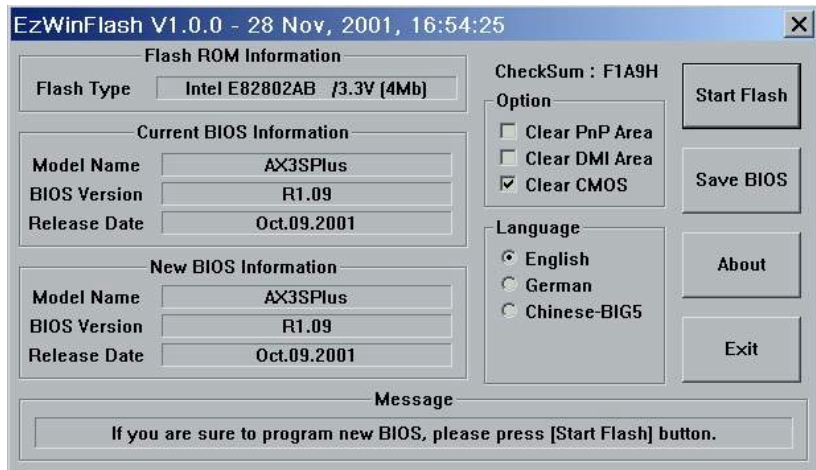 EzWinFlash V1.0.0 - 28 Nov, 2001, 16:54:25
Flash ROM Information
Flash Type Intel E82802AB /3.3V (4Mb)
Current BIOS Information
Model Name AX3SPlus
BIOS Version R1.09
Release Date Oct.09.2001
New BIOS Information
Model Name AX3SPlus
BIOS Version R1.09
Release Date Oct.09.2001
CheckSum : F1A9H
Option
Clear PnP Area
Clear DMI Area
Clear CMOS
Language
English
German
Chinese-BIG5
Start Flash
Save BIOS
About
Exit
Message
If you are sure to program new BIOS, please press [Start Flash] button.